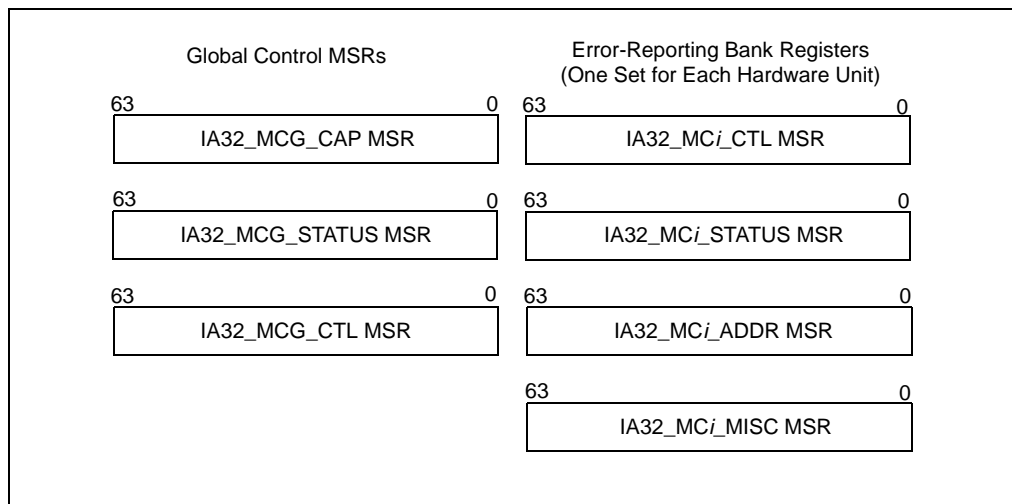 Global Control MSRs
63 0
IA32_MCG_CAP MSR
63 0
IA32_MCG_STATUS MSR
63 0
IA32_MCG_CTL MSR
Error-Reporting Bank Registers
(One Set for Each Hardware Unit)
63 0
IA32_MCi_CTL MSR
63 0
IA32_MCi_STATUS MSR
63 0
IA32_MCi_ADDR MSR
63 0
IA32_MCi_MISC MSR